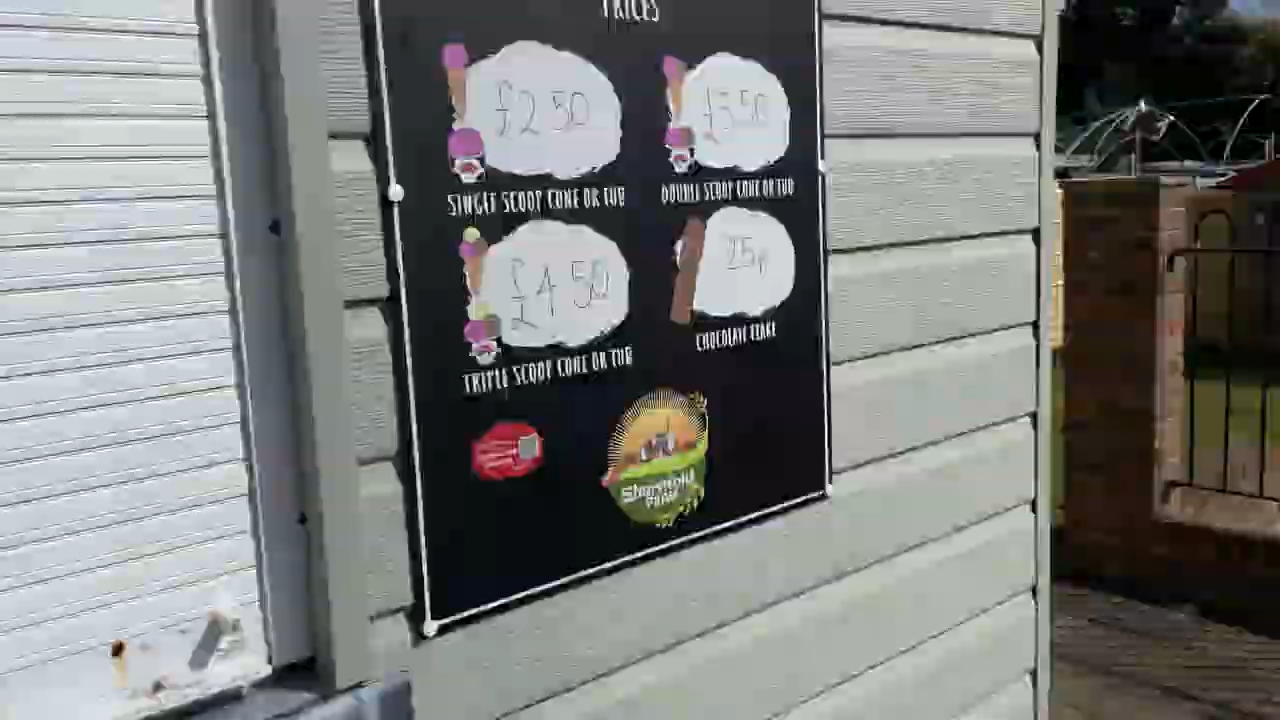 PRICES
£2 50
£3.50
SINGLE SCOOP CONE OR TUB
DOUBLE SCOOP CONE OR TUB
£4 50
25p
CHOCOLATE FLAKE
TRIPLE SCOOP CONE OR TUB